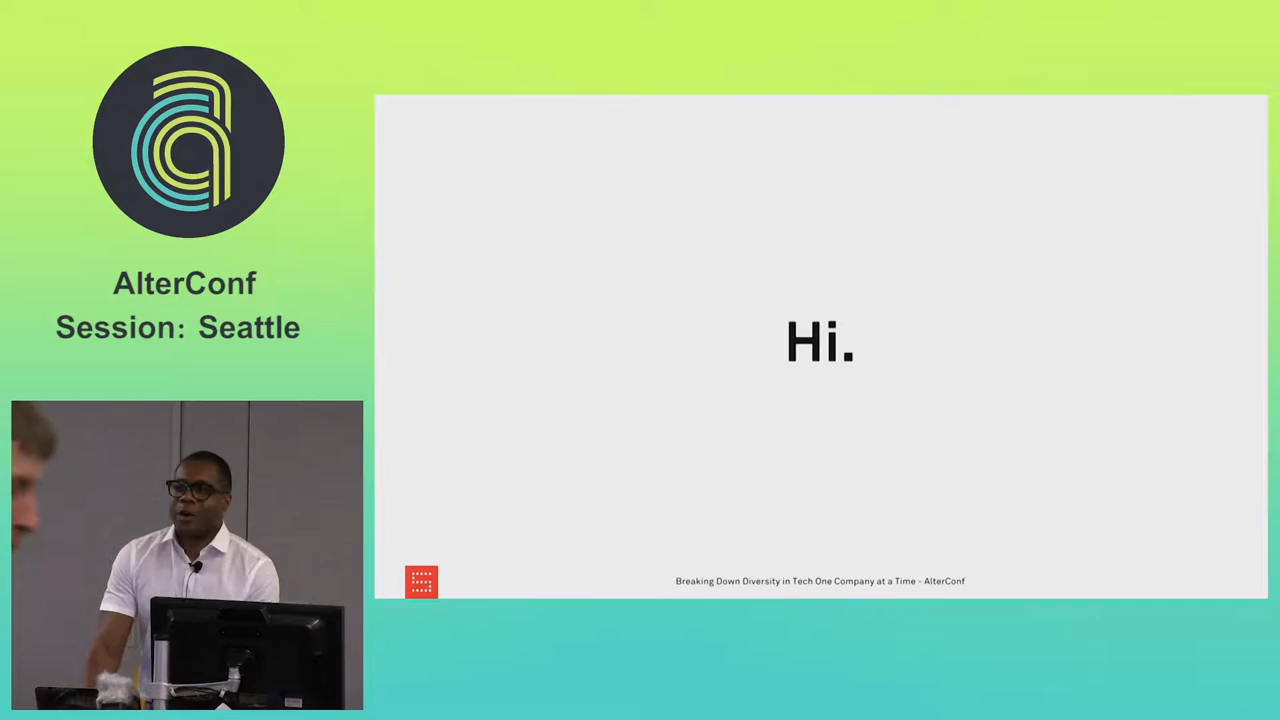 AlterConf
Session: Seattle
Hi.
Breaking Down Diversity in Tech One Company at a Time - AlterConf